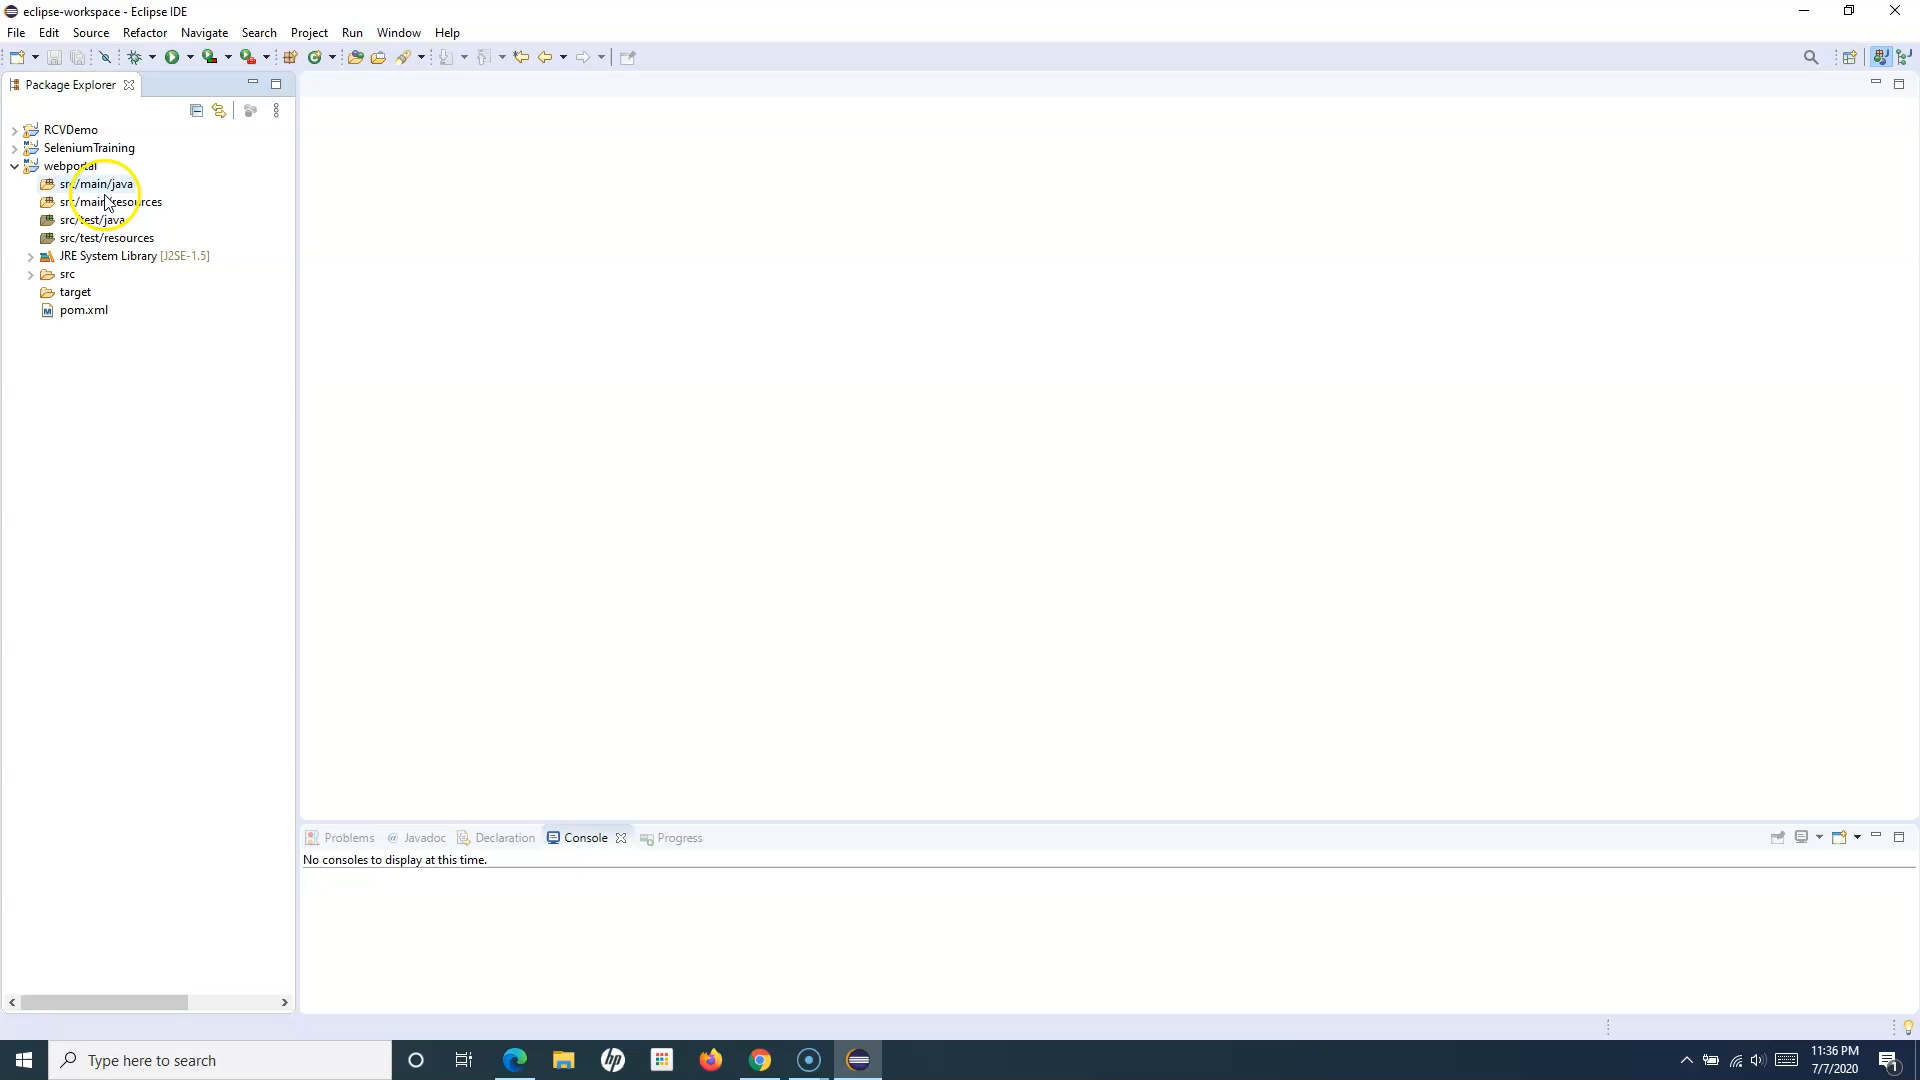 eclipse-workspace - Eclipse IDE
File Edit Source Refactor Navigate Search Project Run Window Help
Package Explorer
RCVDemo
SeleniumTraining
webportal
src/main/java
src/main/resources
src/test/java
src/test/resources
JRE System Library [J2SE-1.5]
src
target
pom.xml
Problems Javadoc Declaration Console Progress
No consoles to display at this time.
Type here to search
11:36 PM
7/7/2020